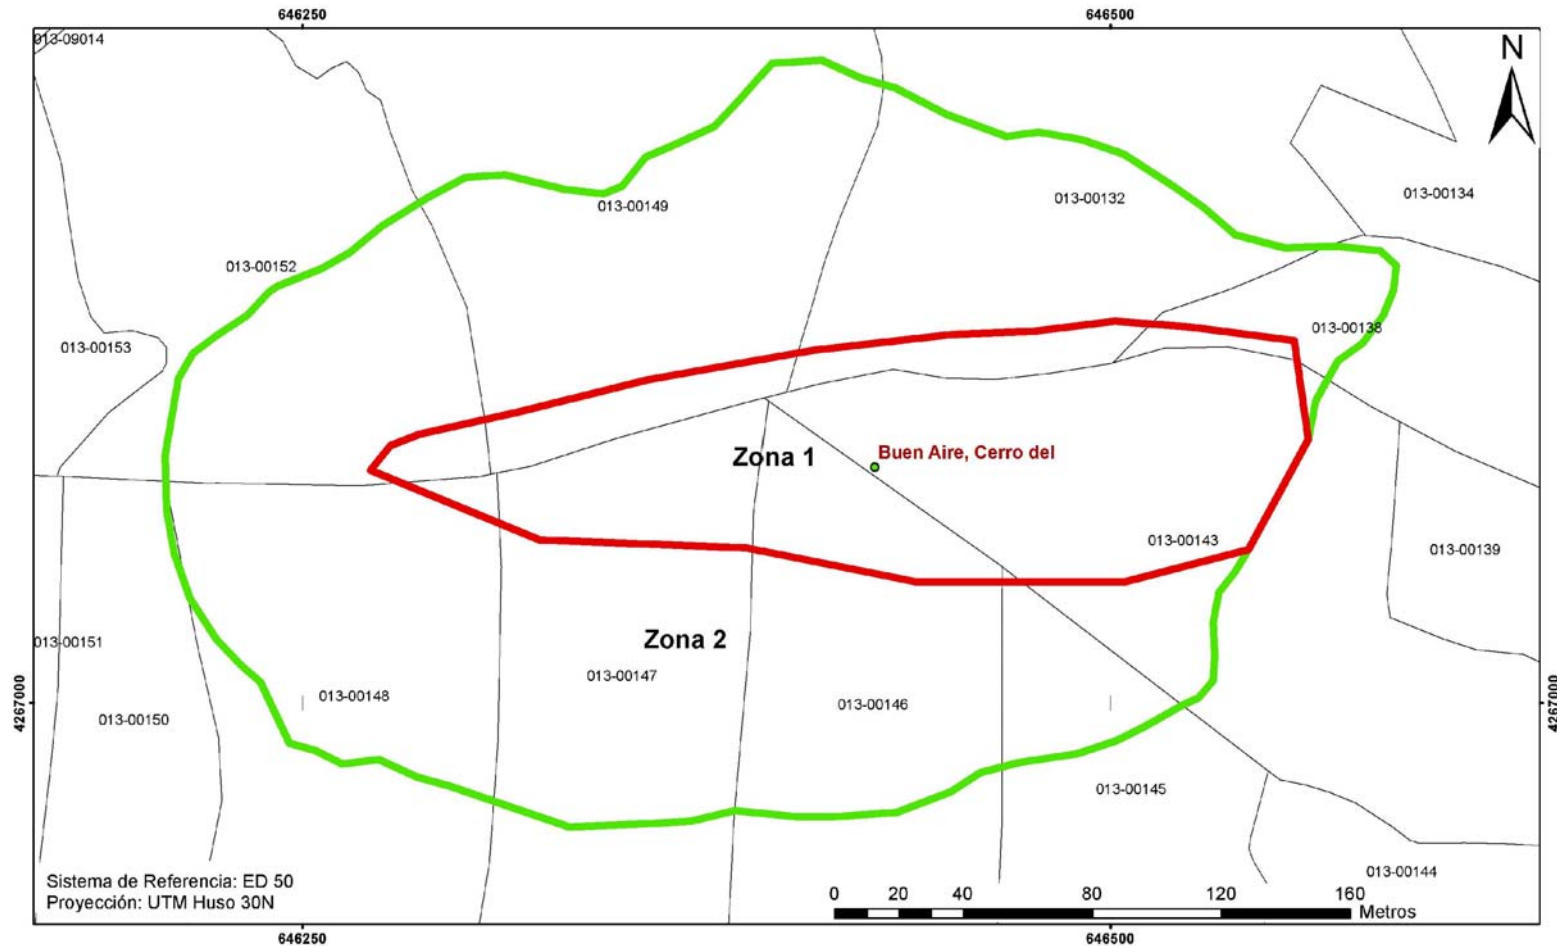 646250
646500
013-09014
N
013-00134
013-00132
013-00149
013-00152
013-00138
013-00153
Buen Aire, Cerro del
Zona 1
013-00143
013-00139
Zona 2
013-00151
013-00147
013-00148
013-00146
013-00150
4267000
4267000
013-00145
013-00144
Sistema de Referencia: ED 50
Proyección: UTM Huso 30N
0 20 40 80 120 160
Metros
646250
646500